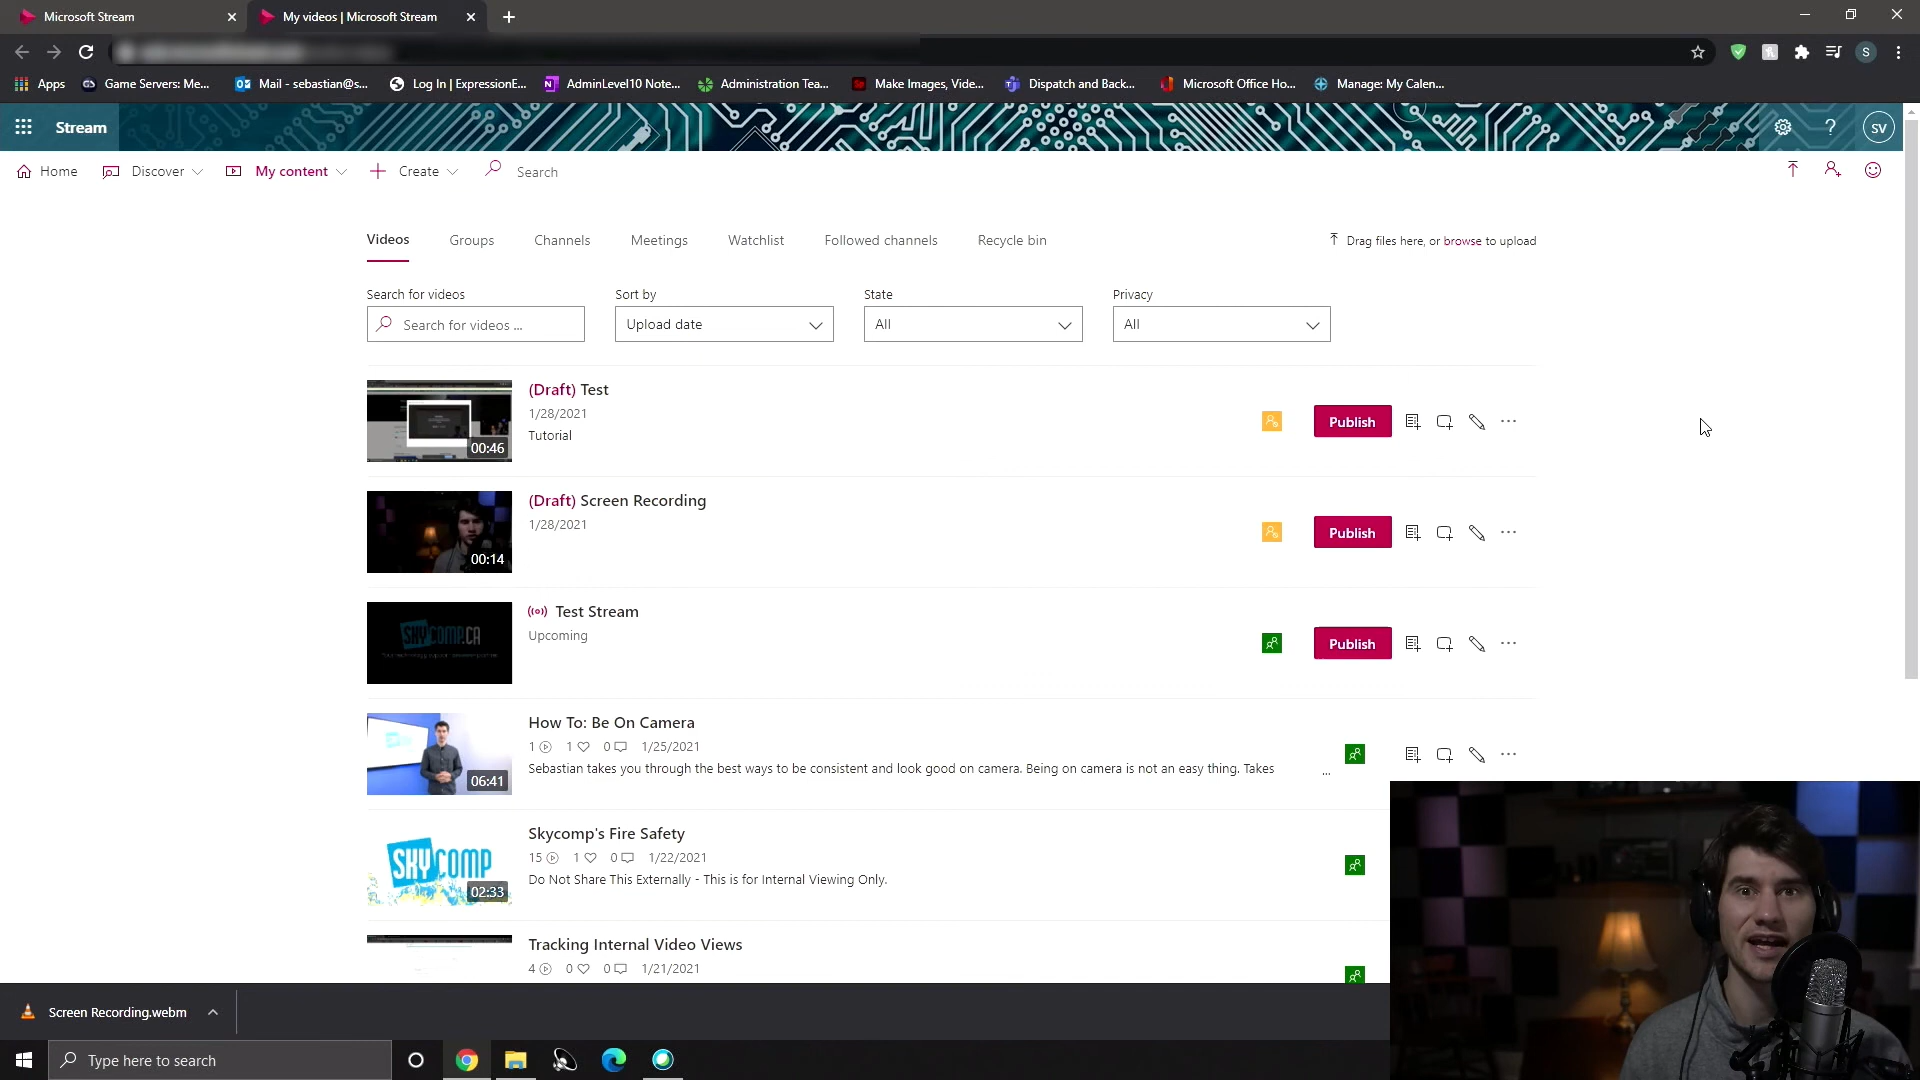 Microsoft Stream
My videos | Microsoft Stream
S
Apps
Game Servers: Me...
Mail - sebastian@s...
Log In | ExpressionE...
AdminLevel10 Note...
Administration Tea...
Make Images, Vide...
Dispatch and Back...
Microsoft Office Ho...
Manage: My Calen...
Stream
?
SV
Home
Discover
My content
Create
Search
Videos
Groups
Channels
Meetings
Watchlist
Followed channels
Recycle bin
Drag files here, or browse to upload
Search for videos
Sort by
State
Privacy
Search for videos ...
Upload date
All
All
00:46
(Draft) Test
1/28/2021
Tutorial
Publish
00:14
(Draft) Screen Recording
1/28/2021
Publish
SKYCOMP.CA
Test Stream
Upcoming
Publish
06:41
How To: Be On Camera
1 1 0 1/25/2021
Sebastian takes you through the best ways to be consistent and look good on camera. Being on camera is not an easy thing. Takes ...
SKYCOMP
02:33
Skycomp's Fire Safety
15 1 0 1/22/2021
Do Not Share This Externally - This is for Internal Viewing Only.
Tracking Internal Video Views
4 0 0 1/21/2021
Screen Recording.webm
Type here to search